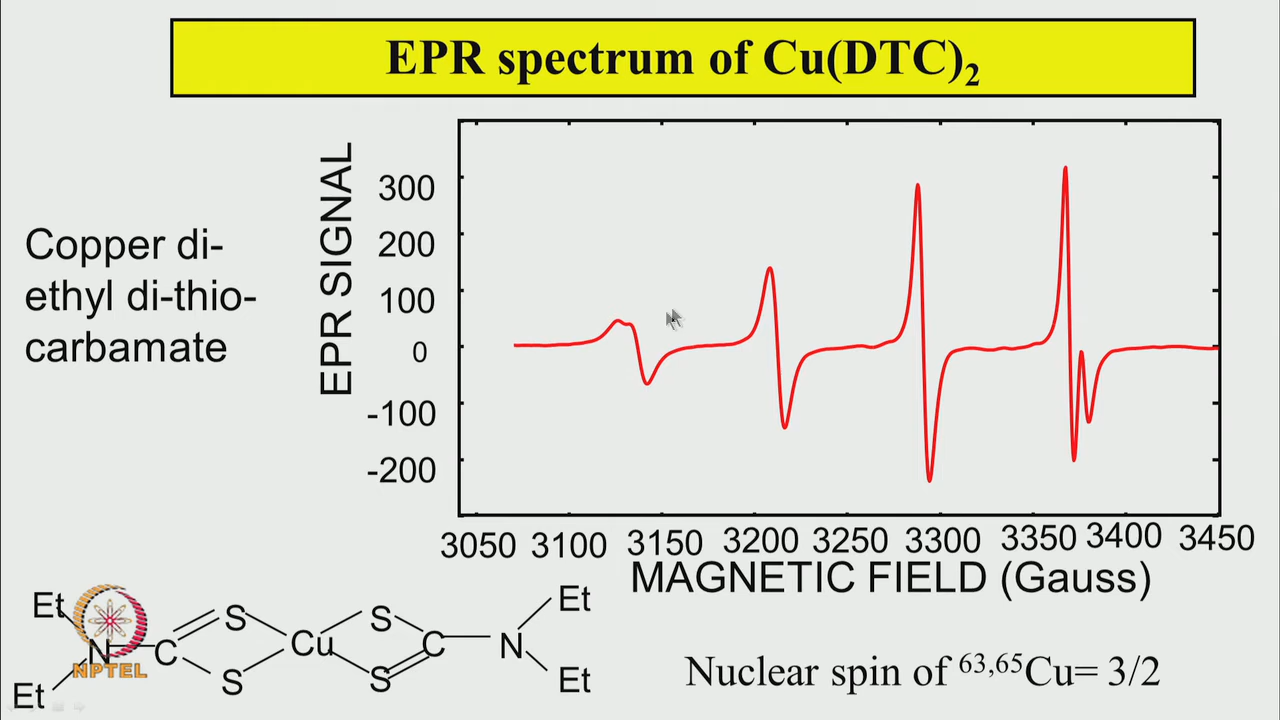 EPR spectrum of Cu(DTC)₂
Copper di-
ethyl di-thio-
carbamate
EPR SIGNAL
300
200
100
0
-100
-200
3050 3100 3150 3200 3250 3300 3350 3400 3450
MAGNETIC FIELD (Gauss)
Et Et
S S
N C Cu C N
S S
Et Et
NPTEL
Nuclear spin of ⁶³,⁶⁵Cu= 3/2